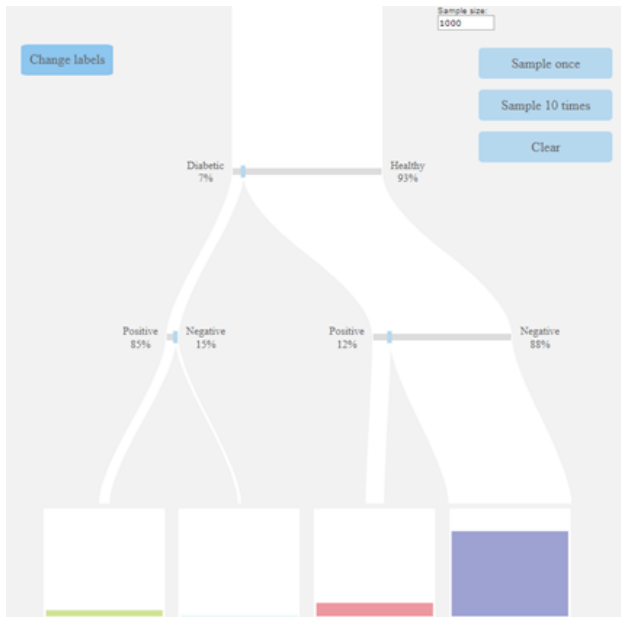 Sample size:
1000
Change labels
Sample once
Sample 10 times
Clear
Diabetic
7%
Healthy
93%
Positive
85%
Negative
15%
Positive
12%
Negative
88%